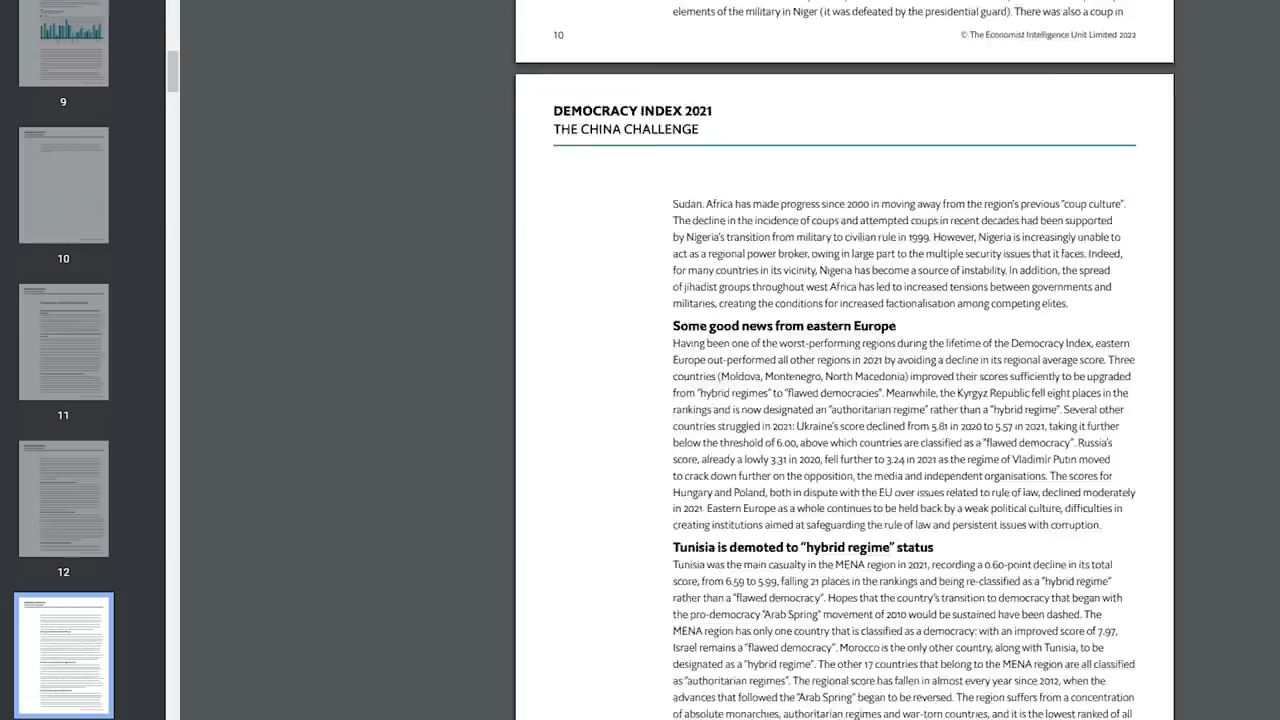 elements of the military in Niger (it was defeated by the presidential guard). There was also a coup in
10
© The Economist Intelligence Unit Limited 2022
9
10
11
12
DEMOCRACY INDEX 2021
THE CHINA CHALLENGE
Sudan. Africa has made progress since 2000 in moving away from the region's previous "coup culture".
The decline in the incidence of coups and attempted coups in recent decades had been supported
by Nigeria's transition from military to civilian rule in 1999. However, Nigeria is increasingly unable to
act as a regional power broker, owing in large part to the multiple security issues that it faces. Indeed,
for many countries in its vicinity, Nigeria has become a source of instability. In addition, the spread
of jihadist groups throughout west Africa has led to increased tensions between governments and
militaries, creating the conditions for increased factionalisation among competing elites.
Some good news from eastern Europe
Having been one of the worst-performing regions during the lifetime of the Democracy Index, eastern
Europe out-performed all other regions in 2021 by avoiding a decline in its regional average score. Three
countries (Moldova, Montenegro, North Macedonia) improved their scores sufficiently to be upgraded
from "hybrid regimes" to "flawed democracies". Meanwhile, the Kyrgyz Republic fell eight places in the
rankings and is now designated an "authoritarian regime" rather than a "hybrid regime". Several other
countries struggled in 2021: Ukraine's score declined from 5.81 in 2020 to 5.57 in 2021, taking it further
below the threshold of 6.00, above which countries are classified as a "flawed democracy". Russia's
score, already a lowly 3.31 in 2020, fell further to 3.24 in 2021 as the regime of Vladimir Putin moved
to crack down further on the opposition, the media and independent organisations. The scores for
Hungary and Poland, both in dispute with the EU over issues related to rule of law, declined moderately
in 2021. Eastern Europe as a whole continues to be held back by a weak political culture, difficulties in
creating institutions aimed at safeguarding the rule of law and persistent issues with corruption.
Tunisia is demoted to "hybrid regime" status
Tunisia was the main casualty in the MENA region in 2021, recording a 0.60-point decline in its total
score, from 6.59 to 5.99, falling 21 places in the rankings and being re-classified as a "hybrid regime"
rather than a "flawed democracy". Hopes that the country's transition to democracy that began with
the pro-democracy "Arab Spring" movement of 2010 would be sustained have been dashed. The
MENA region has only one country that is classified as a democracy: with an improved score of 7.97,
Israel remains a "flawed democracy". Morocco is the only other country, along with Tunisia, to be
designated as a "hybrid regime". The other 17 countries that belong to the MENA region are all classified
as "authoritarian regimes". The regional score has fallen in almost every year since 2012, when the
advances that followed the "Arab Spring" began to be reversed. The region suffers from a concentration
of absolute monarchies, authoritarian regimes and war-torn countries, and it is the lowest ranked of all